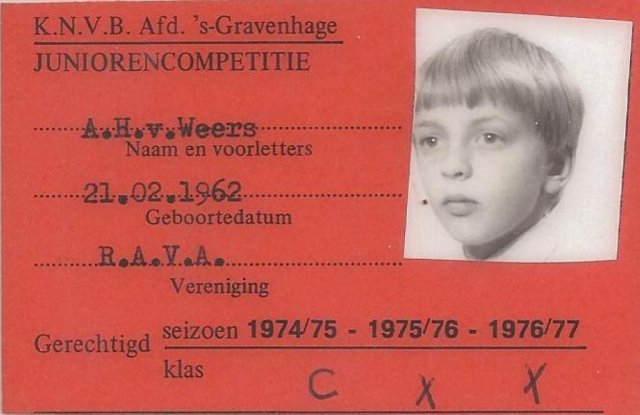 K.N.V.B. Afd. 's-Gravenhage
JUNIORENCOMPETITIE
A.H.v.Weers
Naam en voorletters
21.02.1962
Geboortedatum
R.A.V.A.
Vereniging
Gerechtigd seizoen 1974/75 - 1975/76 - 1976/77
klas C X X